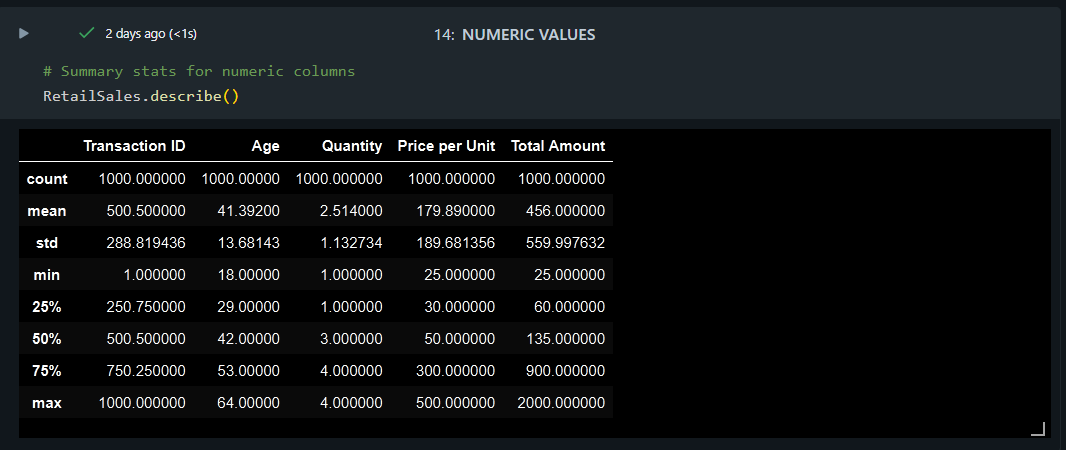 2 days ago (<1s) 14: NUMERIC VALUES
# Summary stats for numeric columns
RetailSales.describe()
Transaction ID Age Quantity Price per Unit Total Amount
count 1000.000000 1000.00000 1000.000000 1000.000000 1000.000000
mean 500.500000 41.39200 2.514000 179.890000 456.000000
std 288.819436 13.68143 1.132734 189.681356 559.997632
min 1.000000 18.00000 1.000000 25.000000 25.000000
25% 250.750000 29.00000 1.000000 30.000000 60.000000
50% 500.500000 42.00000 3.000000 50.000000 135.000000
75% 750.250000 53.00000 4.000000 300.000000 900.000000
max 1000.000000 64.00000 4.000000 500.000000 2000.000000